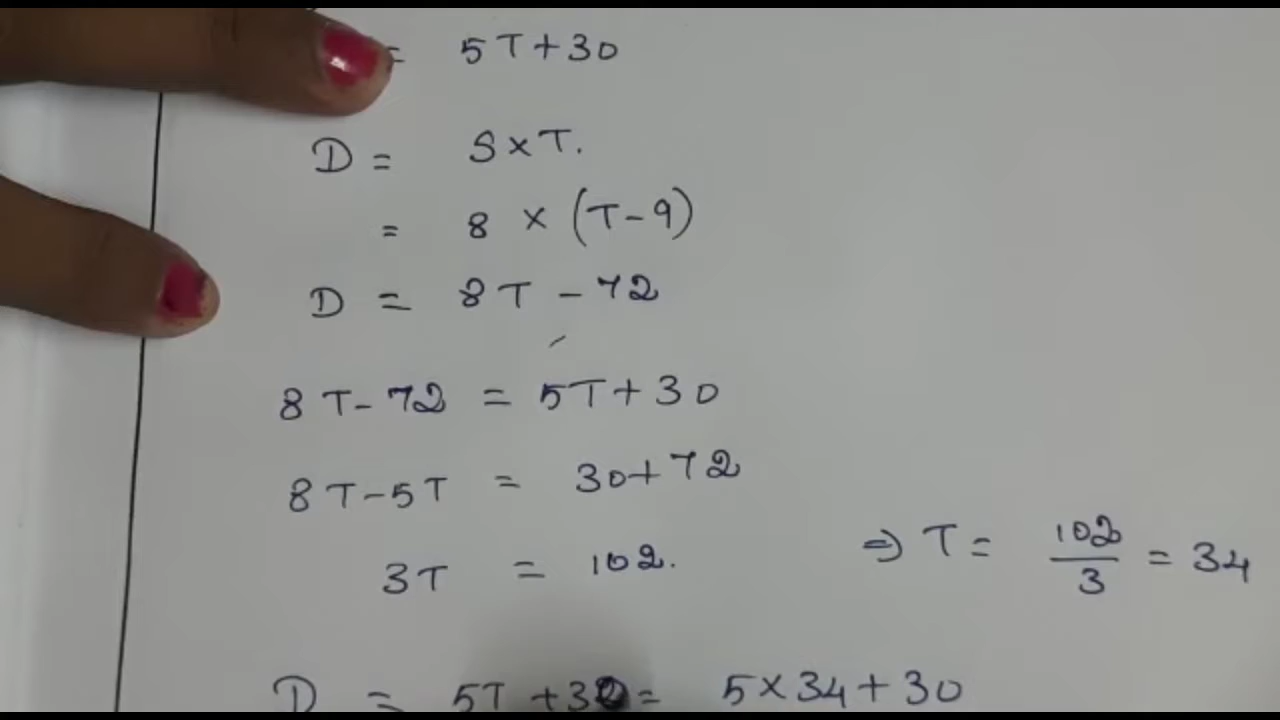 = 5T+30
D = S×T.
= 8 × (T-9)
D = 8T - 72
8T-72 = 5T+30
8T-5T = 30+72
3T = 102. ⇒ T = 102/3 = 34
D = 5T +30 = 5×34+30